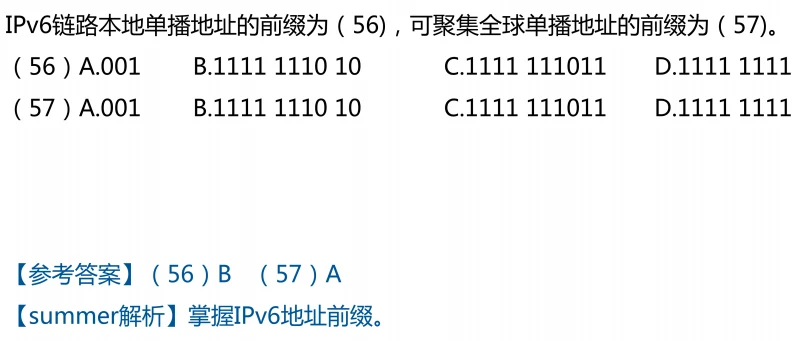 IPv6链路本地单播地址的前缀为（56)，可聚集全球单播地址的前缀为（57)。
（56）A.001 B.1111 1110 10 C.1111 111011 D.1111 1111
（57）A.001 B.1111 1110 10 C.1111 111011 D.1111 1111
【参考答案】（56）B （57）A
【summer解析】掌握IPv6地址前缀。